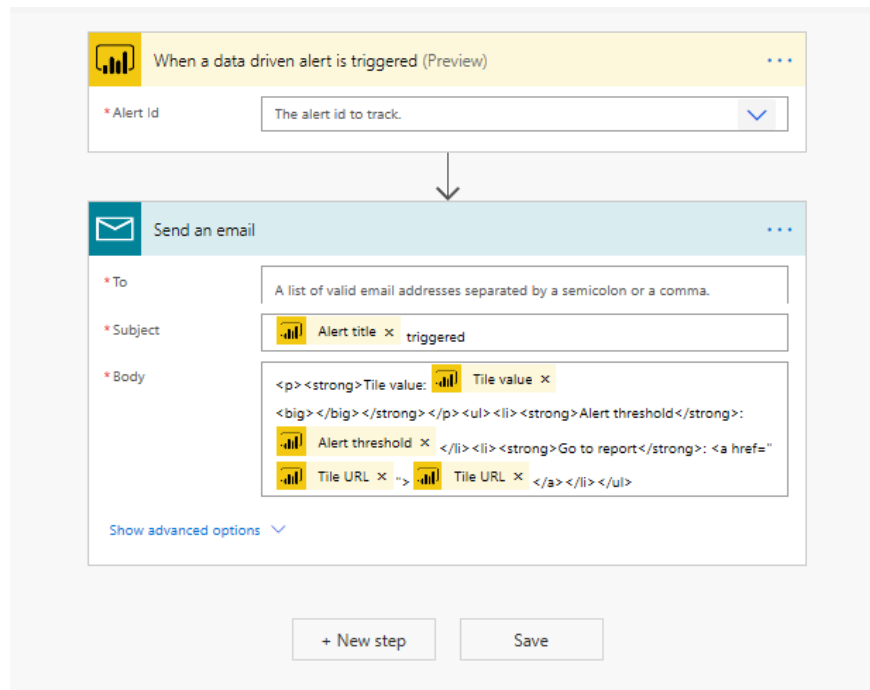 When a data driven alert is triggered (Preview)
* Alert Id
The alert id to track.
Send an email
* To
A list of valid email addresses separated by a semicolon or a comma.
* Subject
Alert title × triggered
* Body
<p><strong>Tile value: Tile value ×
<big></big></strong></p><ul><li><strong>Alert threshold</strong>:
Alert threshold × </li><li><strong>Go to report</strong>: <a href="
Tile URL × "> Tile URL × </a></li></ul>
Show advanced options
+ New step
Save